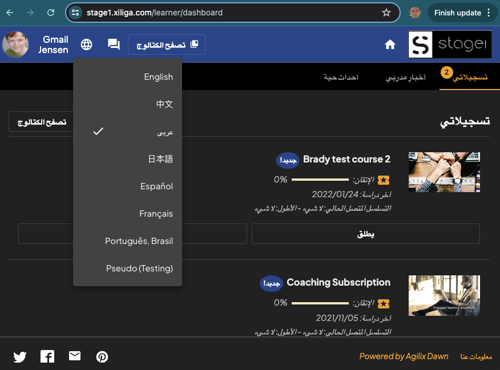 stage1.xiliga.com/learner/dashboard
Finish update
Gmail Jensen
تصفح الكتالوج
stage1
تسجيلاتي
2
اخبار مدربي
احداث حية
English
中文
عربى
日本語
Español
Français
Português, Brasil
Pseudo (Testing)
تسجيلاتي
تصفح الكتالوج
Brady test course 2
جديد!
الإتقان: 0%
اخر دراسة: 2022/01/24
التسلسل المتصل الحالي: لا شيء - الأطول: لا شيء
يطلق
Coaching Subscription
جديد!
الإتقان: 0%
اخر دراسة: 2021/11/05
التسلسل المتصل الحالي: لا شيء - الأطول: لا شيء
معلومات عنا
Powered by Agilix Dawn